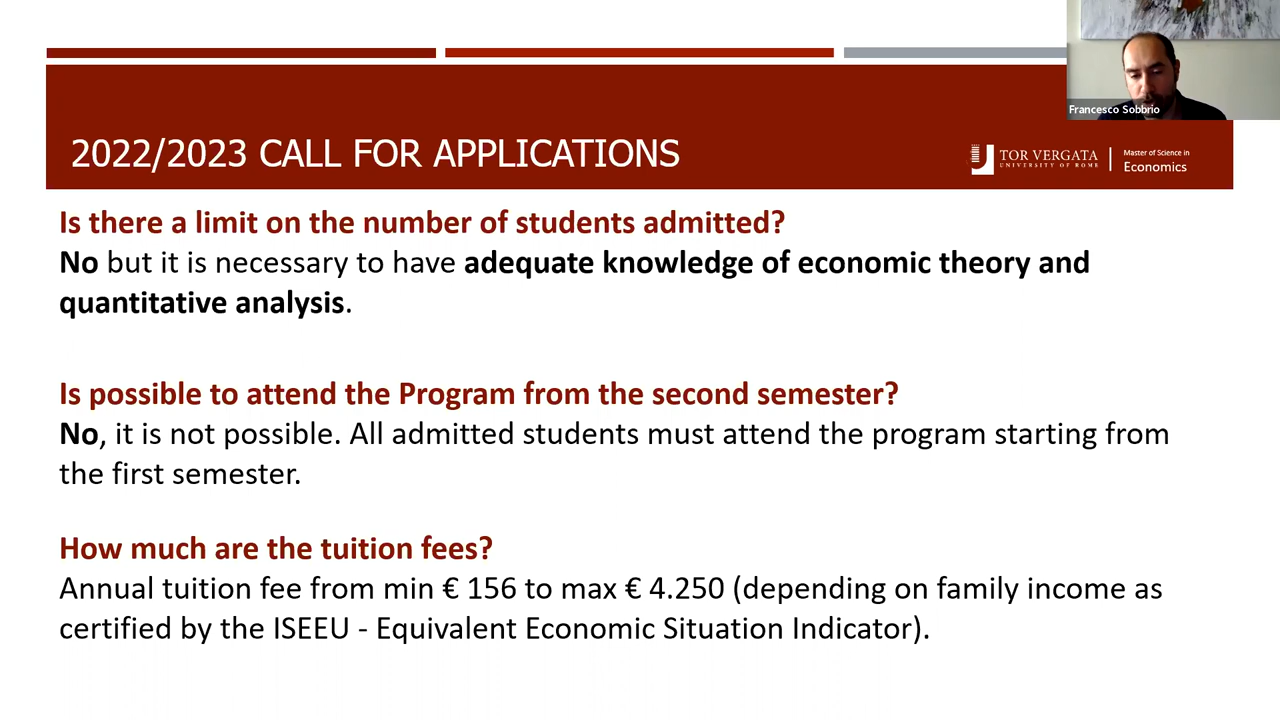 Francesco Sobbrio
2022/2023 CALL FOR APPLICATIONS
TOR VERGATA
UNIVERSITY OF ROME
Master of Science in
Economics
Is there a limit on the number of students admitted?
No but it is necessary to have adequate knowledge of economic theory and
quantitative analysis.
Is possible to attend the Program from the second semester?
No, it is not possible. All admitted students must attend the program starting from
the first semester.
How much are the tuition fees?
Annual tuition fee from min € 156 to max € 4.250 (depending on family income as
certified by the ISEEU - Equivalent Economic Situation Indicator).